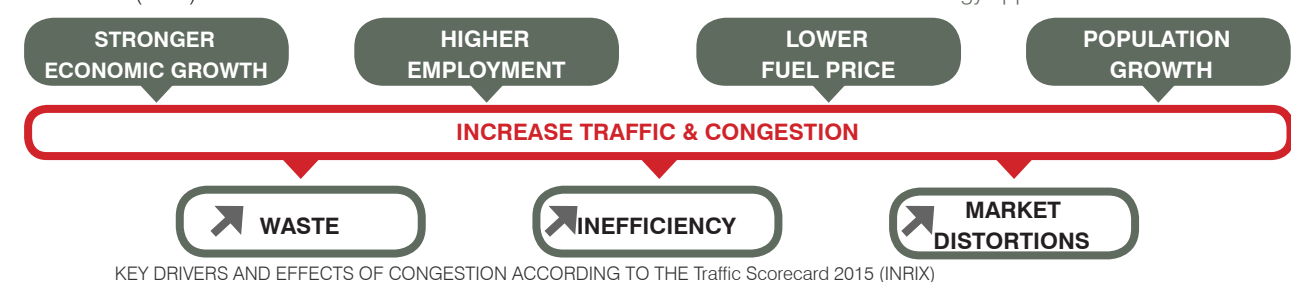 STRONGER
ECONOMIC GROWTH
HIGHER
EMPLOYMENT
LOWER
FUEL PRICE
POPULATION
GROWTH
INCREASE TRAFFIC & CONGESTION
WASTE
INEFFICIENCY
MARKET
DISTORTIONS
KEY DRIVERS AND EFFECTS OF CONGESTION ACCORDING TO THE Traffic Scorecard 2015 (INRIX)